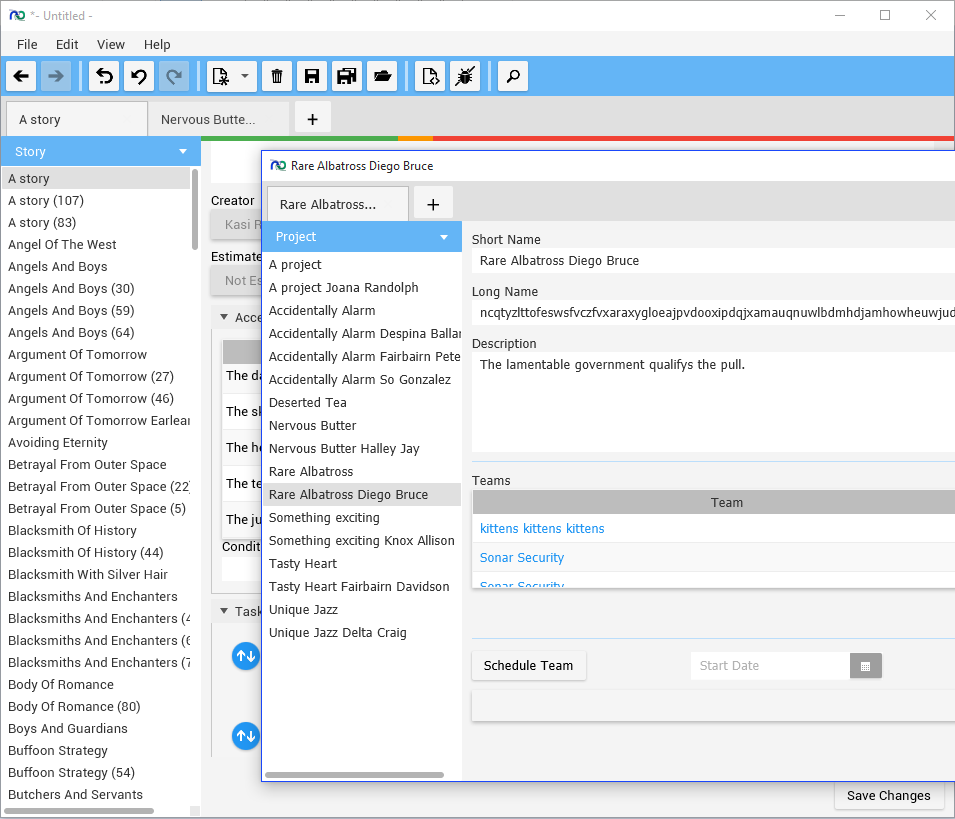 *- Untitled -
File Edit View Help
A story
Nervous Butte...
+
Story
A story
A story (107)
A story (83)
Angel Of The West
Angels And Boys
Angels And Boys (30)
Angels And Boys (59)
Angels And Boys (64)
Argument Of Tomorrow
Argument Of Tomorrow (27)
Argument Of Tomorrow (46)
Argument Of Tomorrow Earlear
Avoiding Eternity
Betrayal From Outer Space
Betrayal From Outer Space (22
Betrayal From Outer Space (5)
Blacksmith Of History
Blacksmith Of History (44)
Blacksmith With Silver Hair
Blacksmiths And Enchanters
Blacksmiths And Enchanters (4
Blacksmiths And Enchanters (6
Blacksmiths And Enchanters (7
Body Of Romance
Body Of Romance (80)
Boys And Guardians
Buffoon Strategy
Buffoon Strategy (54)
Butchers And Servants
Creator
Kasi R
Estimate
Not Es
Acce
The da
The sk
The he
The te
The ju
Condit
Task
Rare Albatross Diego Bruce
Rare Albatross...
+
Project
A project
A project Joana Randolph
Accidentally Alarm
Accidentally Alarm Despina Ballar
Accidentally Alarm Fairbairn Pete
Accidentally Alarm So Gonzalez
Deserted Tea
Nervous Butter
Nervous Butter Halley Jay
Rare Albatross
Rare Albatross Diego Bruce
Something exciting
Something exciting Knox Allison
Tasty Heart
Tasty Heart Fairbairn Davidson
Unique Jazz
Unique Jazz Delta Craig
Short Name
Rare Albatross Diego Bruce
Long Name
ncqtyzlttofeswsfvczfvxaraxygloeajpvdooxipdqjxamauqnuwlbdmhdjamhowheuwjud
Description
The lamentable government qualifys the pull.
Teams
Team
kittens kittens kittens
Sonar Security
Sonar Security
Schedule Team
Start Date
Save Changes